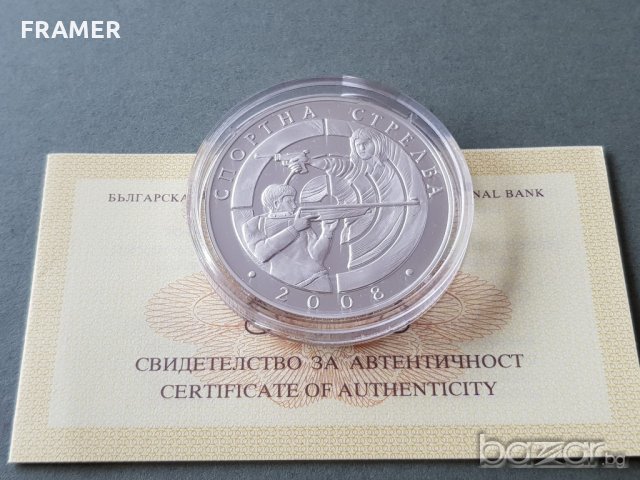 FRAMER
СПОРТНА СТРЕЛБА
· 2008 ·
БЪЛГАРСКА
NAL BANK
СВИДЕТЕЛСТВО ЗА АВТЕНТИЧНОСТ
CERTIFICATE OF AUTHENTICITY
bazar.bg